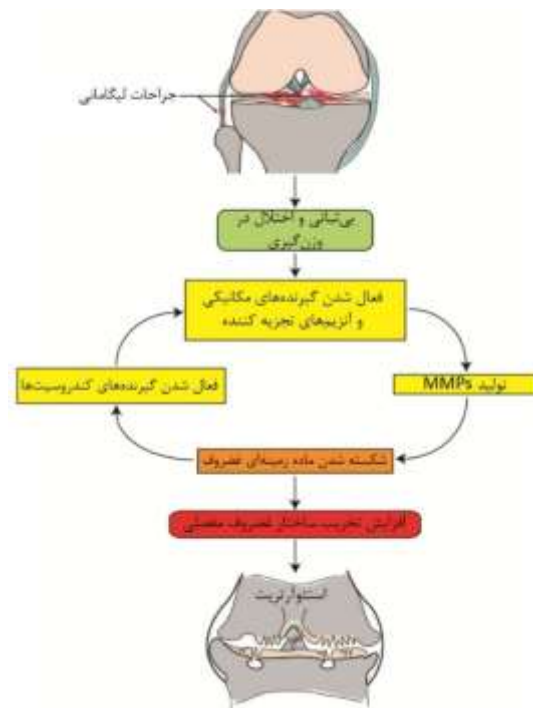 جراحات لیگامانی
بی‌ثباتی و اختلال در
وزن‌گیری
فعال شدن گیرنده‌های مکانیکی
و آنزیم‌های تجزیه کننده
تولید MMPs
فعال شدن گیرنده‌های کندروسیت‌ها
شکسته شدن ماده زمینه‌ای غضروف
افزایش تخریب ساختار غضروف مفصلی
استئوآرتریت